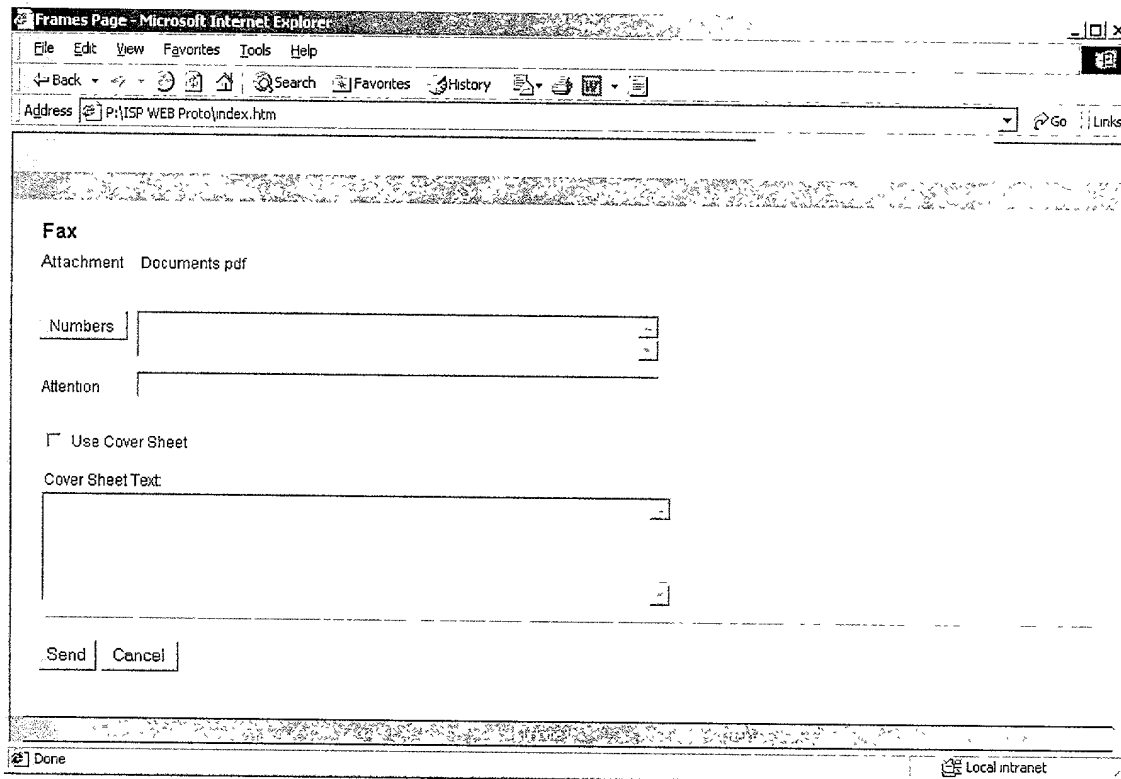 Frames Page - Microsoft Internet Explorer
File Edit View Favorites Tools Help
Back Search Favorites History W
Address P:\ISP WEB Proto\index.htm Go Links
Fax
Attachment Documents pdf
Numbers
Attention
Use Cover Sheet
Cover Sheet Text:
Send Cancel
Done Local intranet